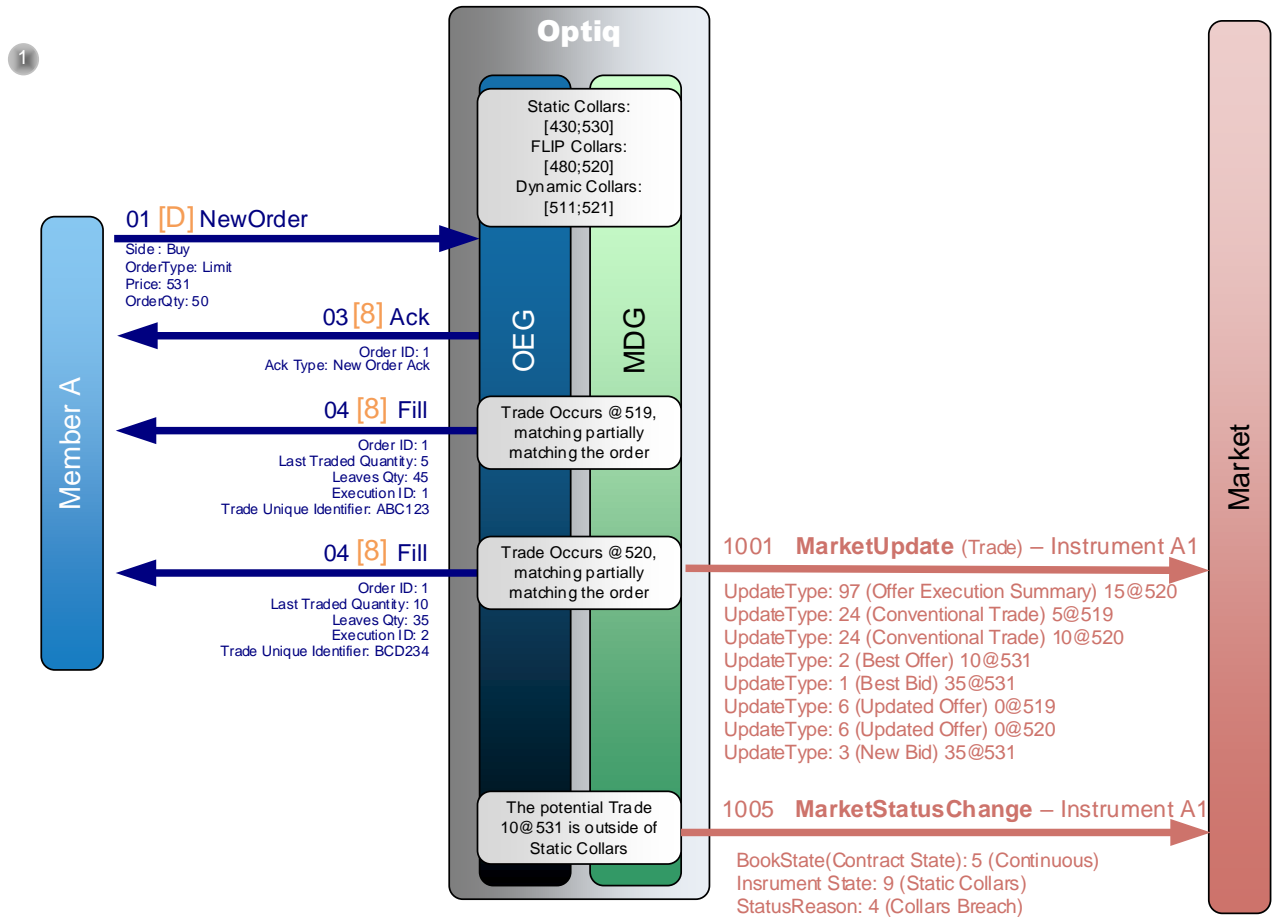 Optiq
1
Static Collars:
[430;530]
FLIP Collars:
[480;520]
Dynamic Collars:
[511;521]
01 [D] NewOrder
Side : Buy
OrderType: Limit
Price: 531
OrderQty: 50
03 [8] Ack
Order ID: 1
Ack Type: New Order Ack
OEG
MDG
Member A
Market
04 [8] Fill
Order ID: 1
Last Traded Quantity: 5
Leaves Qty: 45
Execution ID: 1
Trade Unique Identifier: ABC123
Trade Occurs @519,
matching partially
matching the order
04 [8] Fill
Order ID: 1
Last Traded Quantity: 10
Leaves Qty: 35
Execution ID: 2
Trade Unique Identifier: BCD234
Trade Occurs @520,
matching partially
matching the order
1001 MarketUpdate (Trade) – Instrument A1
UpdateType: 97 (Offer Execution Summary) 15@520
UpdateType: 24 (Conventional Trade) 5@519
UpdateType: 24 (Conventional Trade) 10@520
UpdateType: 2 (Best Offer) 10@531
UpdateType: 1 (Best Bid) 35@531
UpdateType: 6 (Updated Offer) 0@519
UpdateType: 6 (Updated Offer) 0@520
UpdateType: 3 (New Bid) 35@531
The potential Trade
10@531 is outside of
Static Collars
1005 MarketStatusChange – Instrument A1
BookState(Contract State): 5 (Continuous)
Insrument State: 9 (Static Collars)
StatusReason: 4 (Collars Breach)